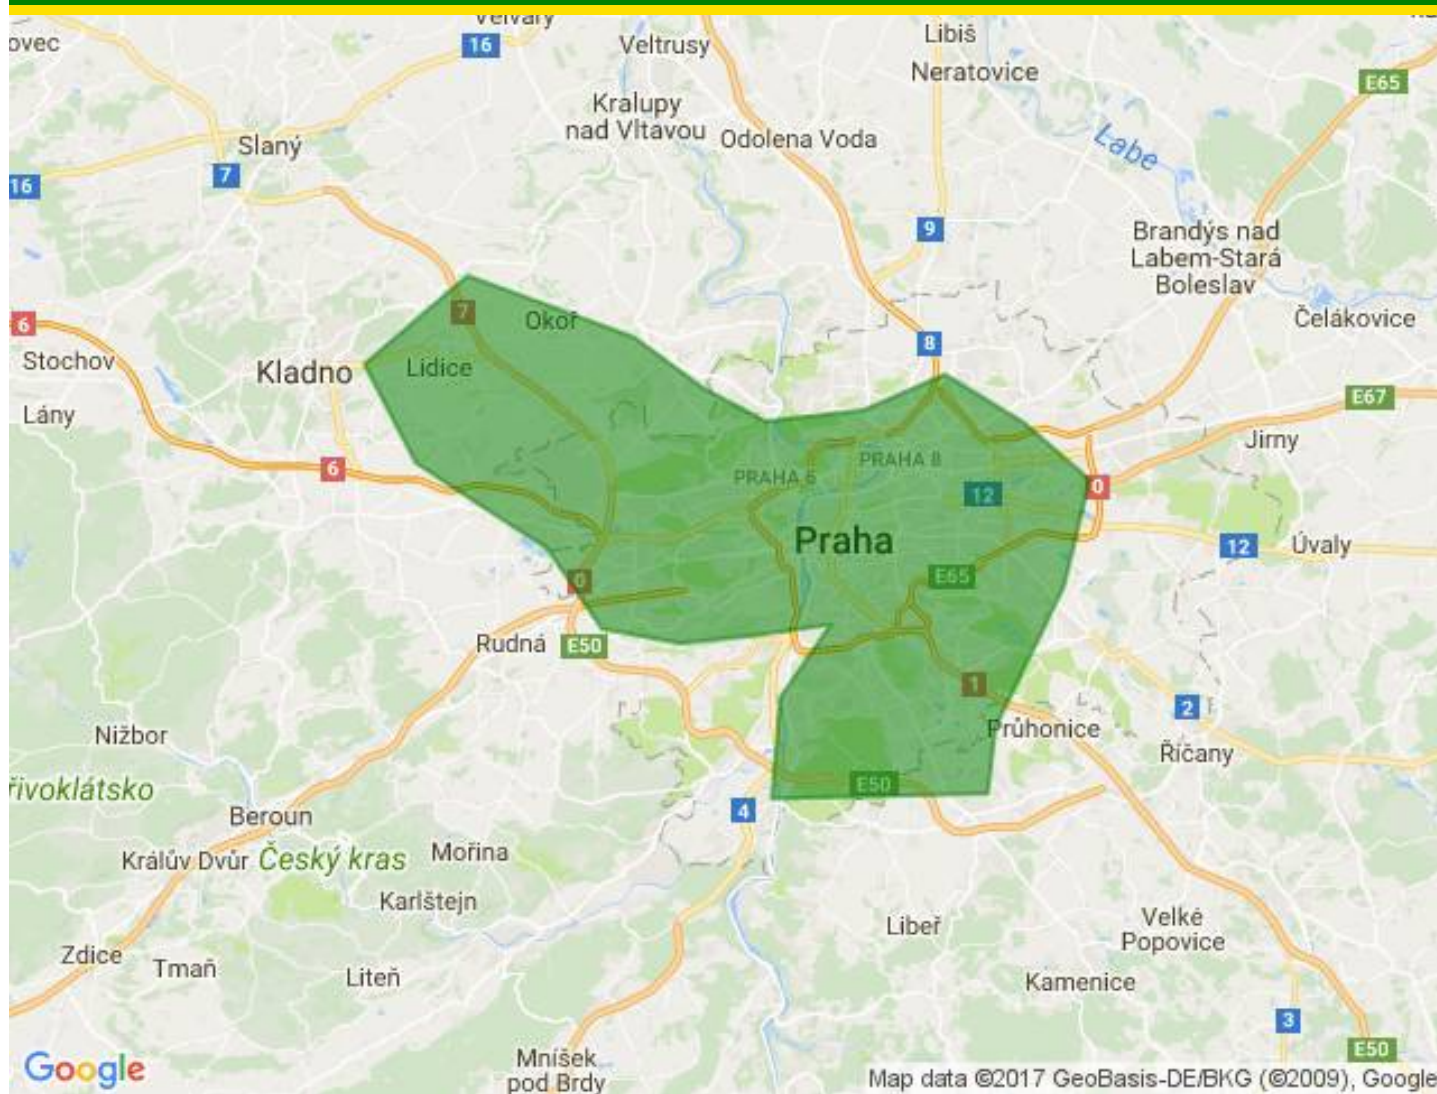 Velvary
ovec
16
Veltrusy
Libiš
Neratovice
E65
Kralupy
nad Vltavou
Odolena Voda
Labe
Slaný
7
16
9
Brandýs nad
Labem-Stará
Boleslav
7
Okoř
6
8
Čelákovice
Stochov
Kladno
Lidice
E67
Lány
Jirny
6
PRAHA 6
PRAHA 8
12
0
Praha
12
Úvaly
0
E65
Rudná
E50
1
2
Průhonice
Nižbor
Říčany
řivoklátsko
E50
Beroun
4
Králův Dvůr
Český kras
Mořina
Karlštejn
Libeř
Velké
Popovice
Zdice
Tmaň
Liteň
Kamenice
3
E50
Google
Mníšek
pod Brdy
Map data ©2017 GeoBasis-DE/BKG (©2009), Google